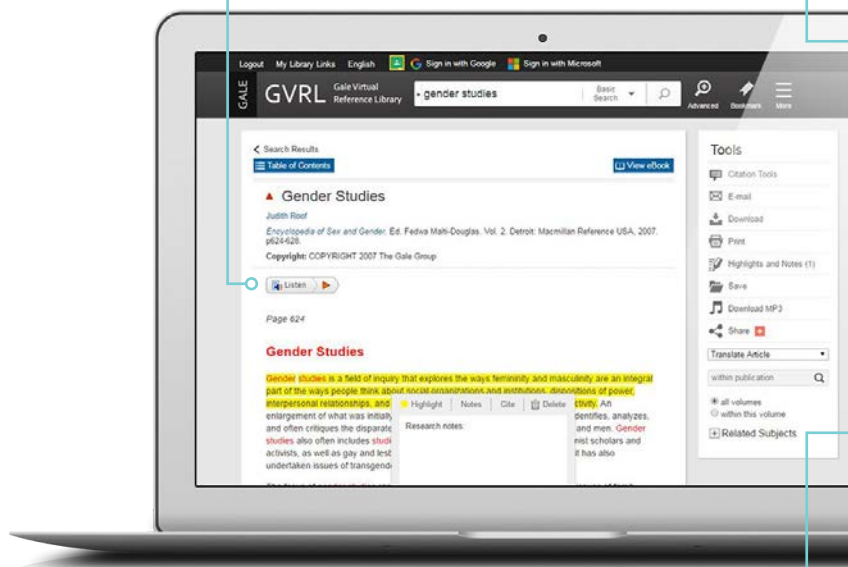 Logout My Library Links English Sign in with Google Sign in with Microsoft
GALE
GVRL Gale Virtual Reference Library
gender studies
Basic Search
Advanced Bookmark More
Search Results
Table of Contents View eBook
Gender Studies
Judith Roof
Encyclopedia of Sex and Gender. Ed. Fedwa Malti-Douglas. Vol. 2. Detroit: Macmillan Reference USA, 2007.
p624-628.
Copyright: COPYRIGHT 2007 The Gale Group
Listen
Page 624
Gender Studies
Gender studies is a field of inquiry that explores the ways femininity and masculinity are an integral
part of the ways people think about social organizations and institutions, dispositions of power,
interpersonal relationships, and
An
enlargement of what was initially
identifies, analyzes,
and often critiques the disparate
and men. Gender
studies also often includes
scholars and
activists, as well as gay and
it has also
undertaken issues of
Highlight Notes Cite Delete
Research notes:
Tools
Citation Tools
E-mail
Download
Print
Highlights and Notes (1)
Save
Download MP3
Share
Translate Article
within publication
all volumes
within this volume
Related Subjects